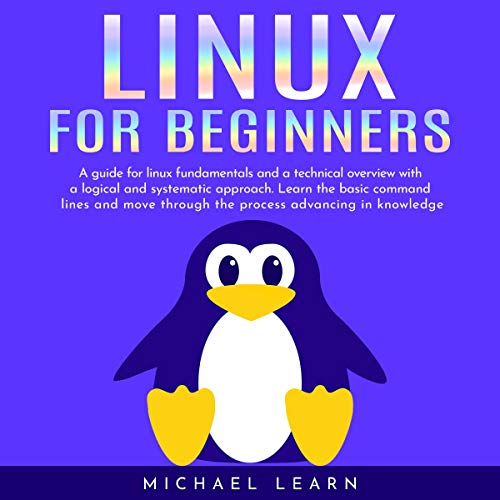 LINUX
FOR BEGINNERS
A guide for linux fundamentals and a technical overview with
a logical and systematic approach. Learn the basic command
lines and move through the process advancing in knowledge
MICHAEL LEARN